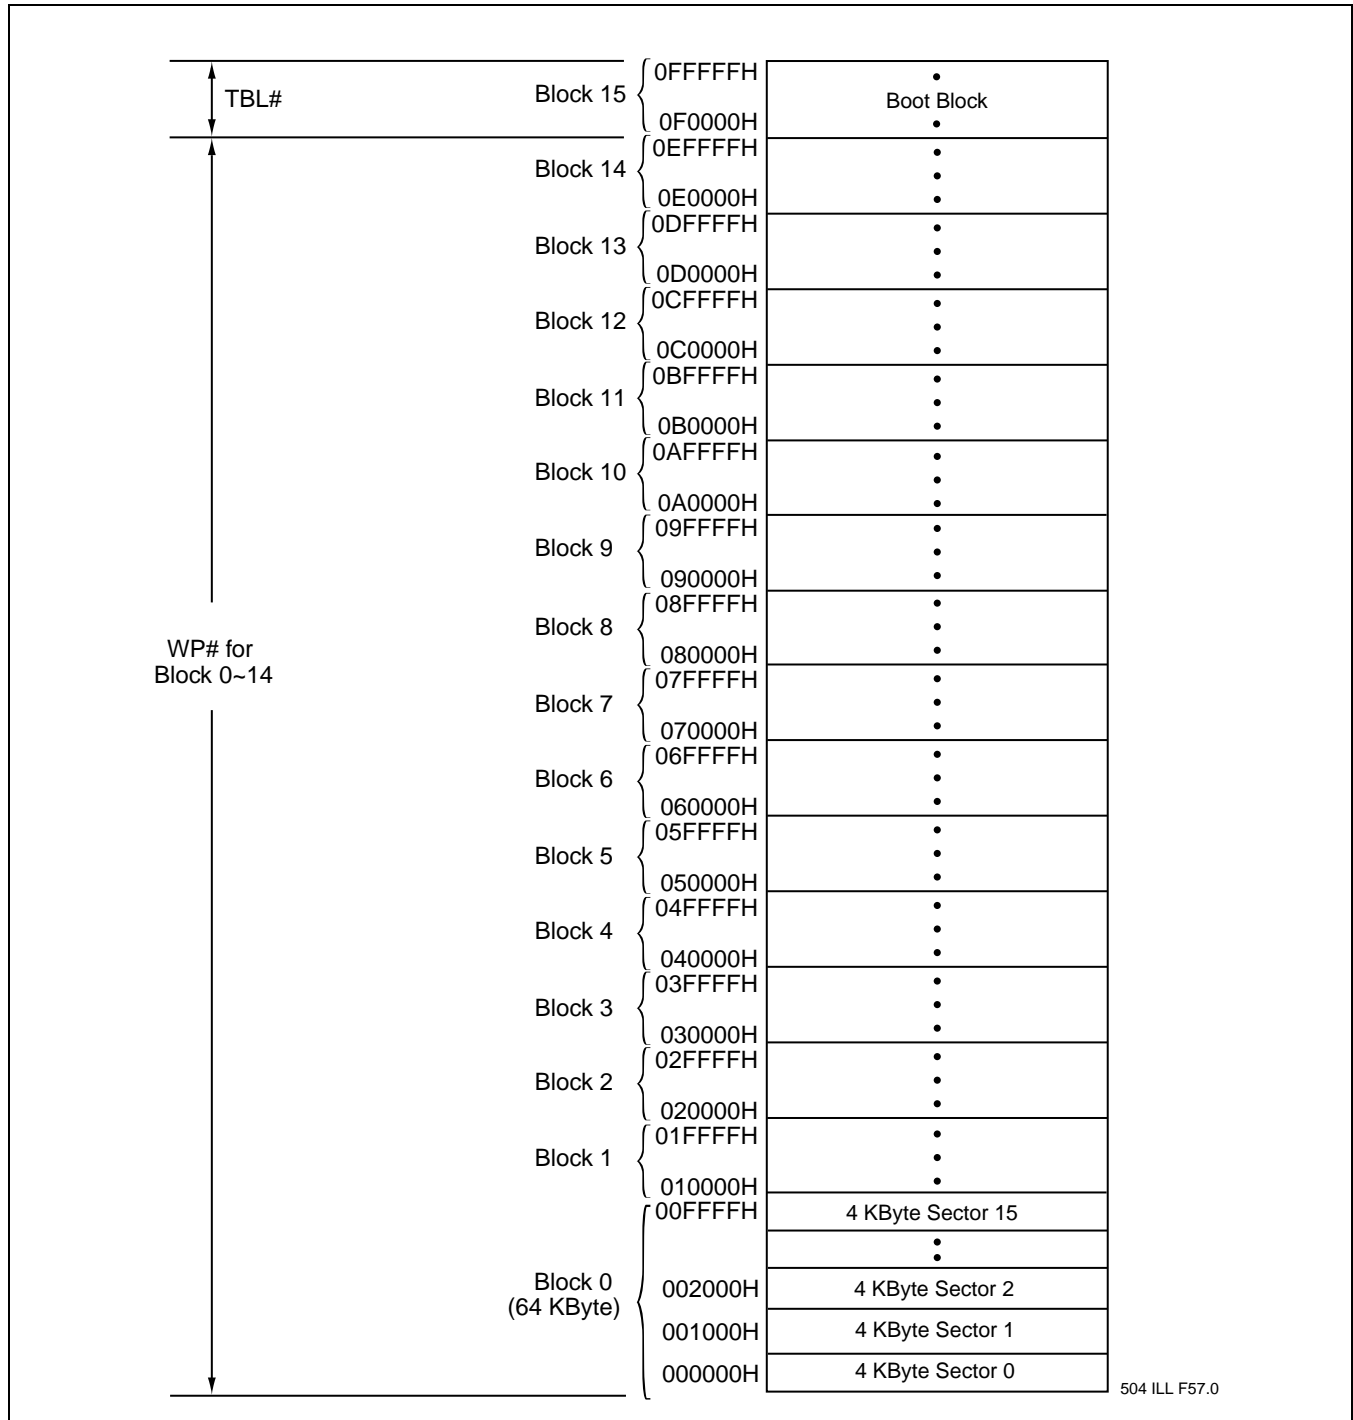 TBL#
Block 15
0FFFFFH
0F0000H
Boot Block
Block 14
0EFFFFH
0E0000H
Block 13
0DFFFFH
0D0000H
Block 12
0CFFFFH
0C0000H
Block 11
0BFFFFH
0B0000H
Block 10
0AFFFFH
0A0000H
Block 9
09FFFFH
090000H
Block 8
08FFFFH
080000H
WP# for
Block 0~14
Block 7
07FFFFH
070000H
Block 6
06FFFFH
060000H
Block 5
05FFFFH
050000H
Block 4
04FFFFH
040000H
Block 3
03FFFFH
030000H
Block 2
02FFFFH
020000H
Block 1
01FFFFH
010000H
Block 0
(64 KByte)
00FFFFH
4 KByte Sector 15
002000H
4 KByte Sector 2
001000H
4 KByte Sector 1
000000H
4 KByte Sector 0
504 ILL F57.0